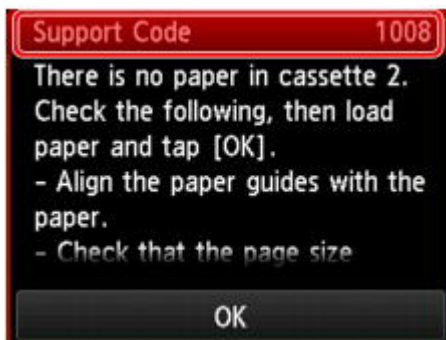 Support Code 1008
There is no paper in cassette 2.
Check the following, then load
paper and tap [OK].
- Align the paper guides with the
paper.
- Check that the page size
OK